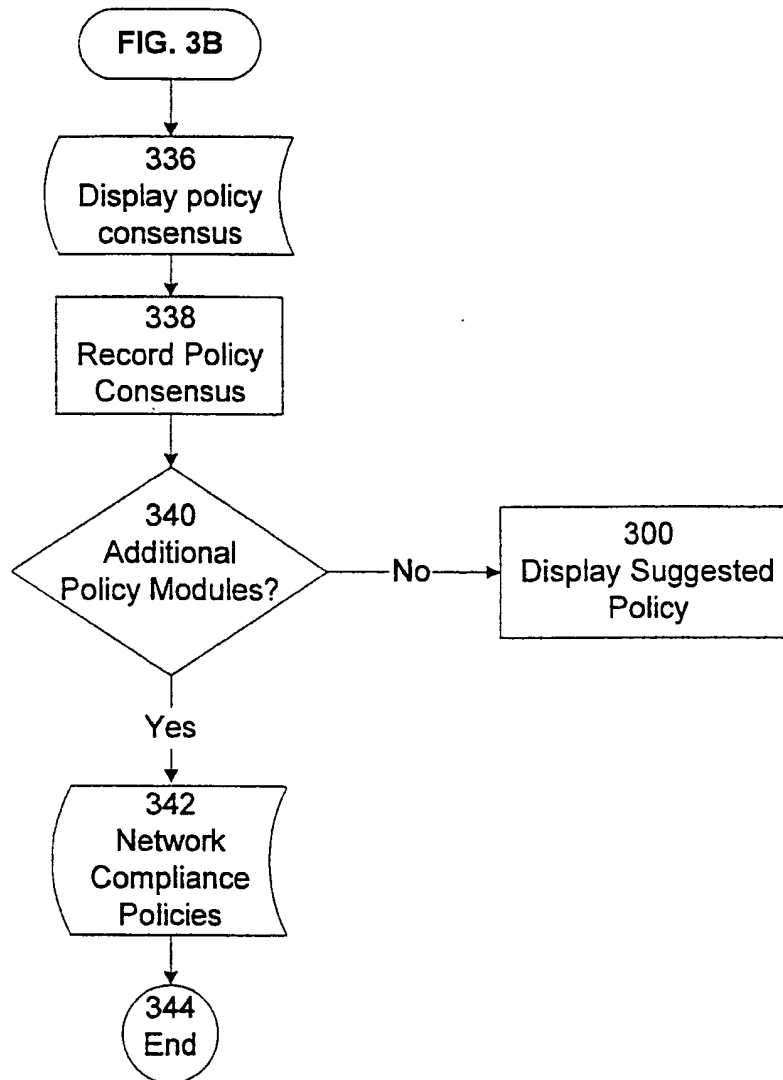 FIG. 3B
336
Display policy
consensus
338
Record Policy
Consensus
340
Additional
Policy Modules?
No
300
Display Suggested
Policy
Yes
342
Network
Compliance
Policies
344
End